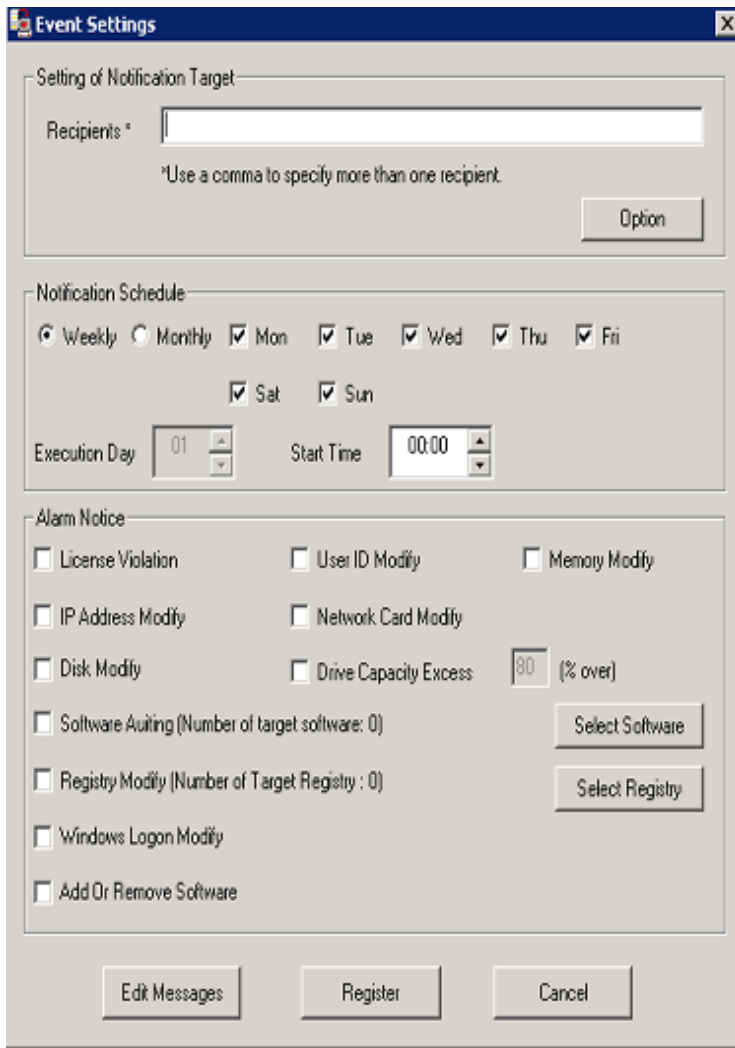 Event Settings
Setting of Notification Target
Recipients *
*Use a comma to specify more than one recipient.
Option
Notification Schedule
Weekly Monthly Mon Tue Wed Thu Fri
Sat Sun
Execution Day 01 Start Time 00:00
Alarm Notice
License Violation User ID Modify Memory Modify
IP Address Modify Network Card Modify
Disk Modify Drive Capacity Excess 80 (% over)
Software Auiting (Number of target software: 0) Select Software
Registry Modify (Number of Target Registry : 0) Select Registry
Windows Logon Modify
Add Or Remove Software
Edit Messages Register Cancel